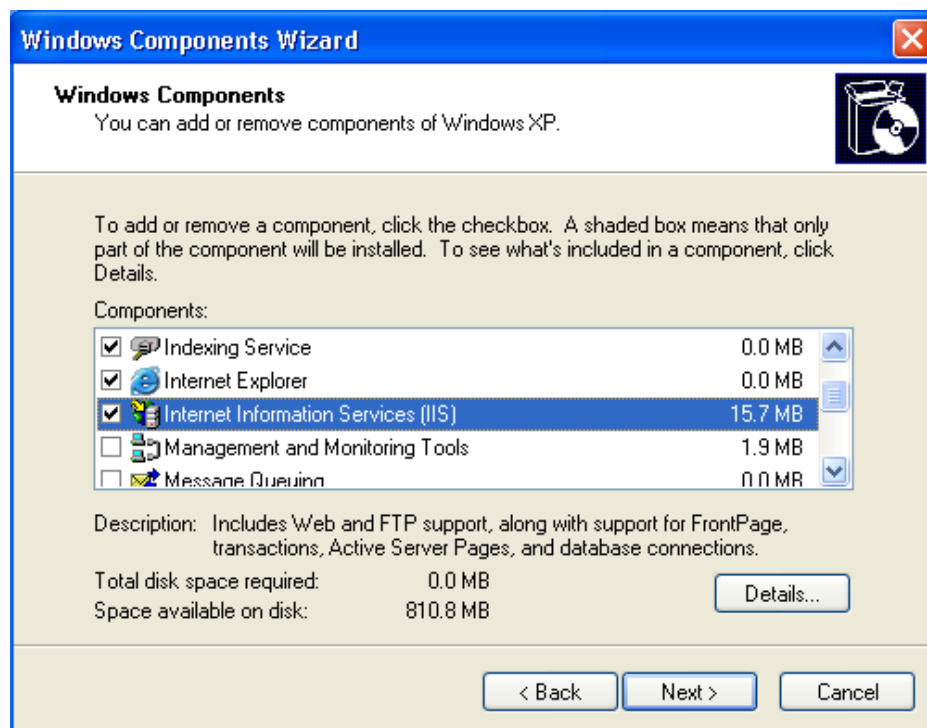 Windows Components Wizard
Windows Components
You can add or remove components of Windows XP.
To add or remove a component, click the checkbox. A shaded box means that only
part of the component will be installed. To see what's included in a component, click
Details.
Components:
Indexing Service 0.0 MB
Internet Explorer 0.0 MB
Internet Information Services (IIS) 15.7 MB
Management and Monitoring Tools 1.9 MB
Message Queuing 0.0 MB
Description: Includes Web and FTP support, along with support for FrontPage,
transactions, Active Server Pages, and database connections.
Total disk space required: 0.0 MB
Space available on disk: 810.8 MB
Details...
< Back Next > Cancel